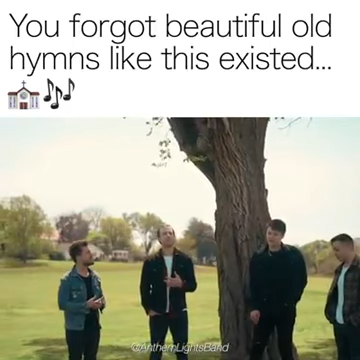 You forgot beautiful old
hymns like this existed...
@AnthemLightsBand